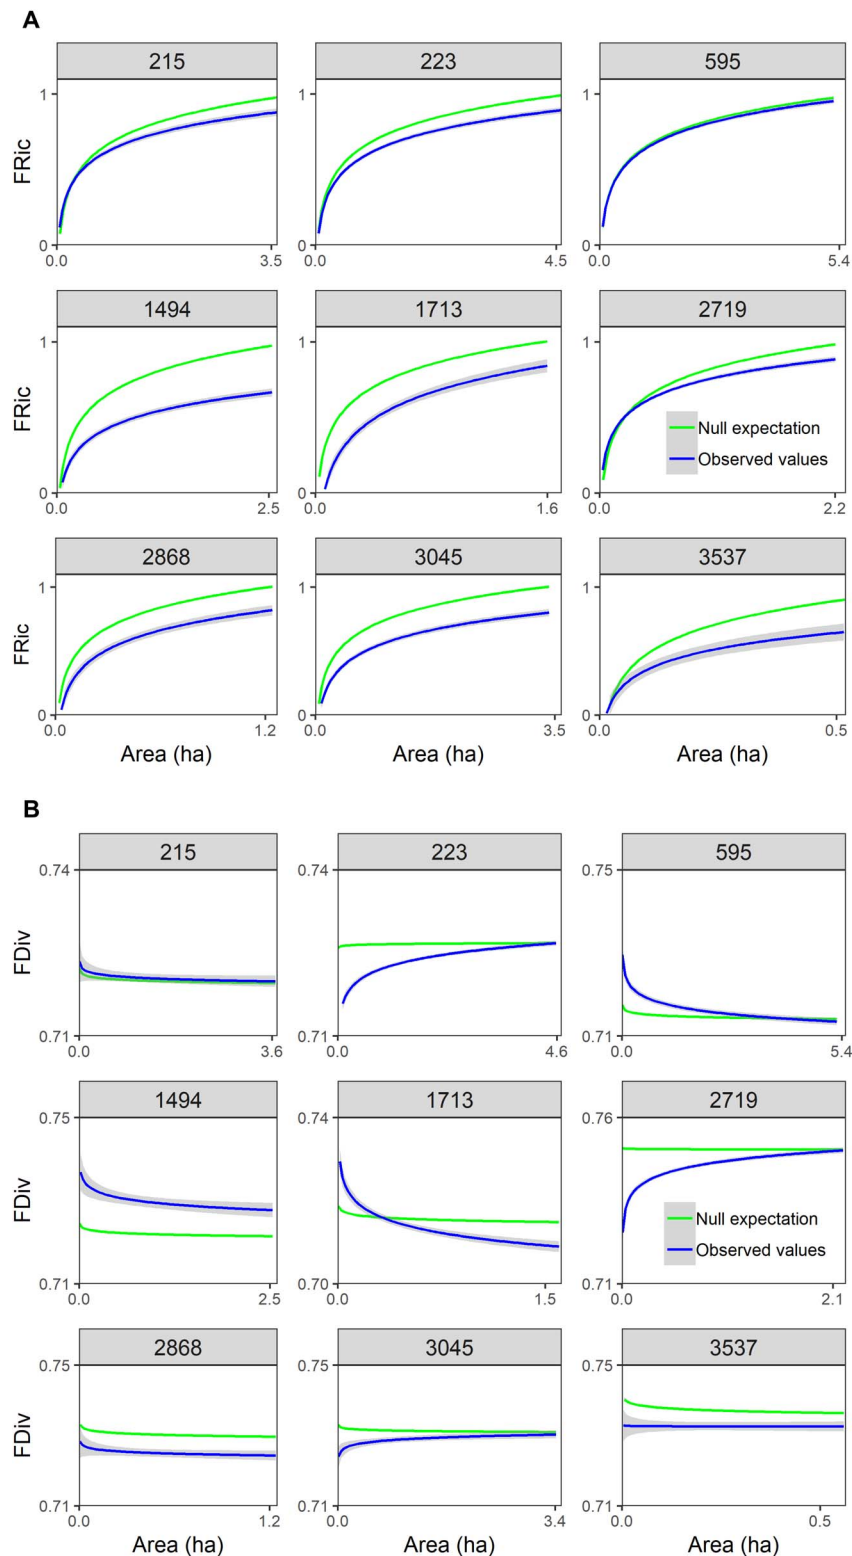 A
215 223 595
FRic 1 0 0.0 3.5 1 0 0.0 4.5 1 0 0.0 5.4
1494 1713 2719
FRic 1 0 0.0 2.5 1 0 0.0 1.6 1 0 0.0 2.2
Null expectation
Observed values
2868 3045 3537
FRic 1 0 0.0 1.2 1 0 0.0 3.5 1 0 0.0 0.5
Area (ha) Area (ha) Area (ha)
B
215 223 595
FDiv 0.74 0.71 0.0 3.6 0.74 0.71 0.0 4.6 0.75 0.71 0.0 5.4
1494 1713 2719
FDiv 0.75 0.71 0.0 2.5 0.74 0.70 0.0 1.5 0.76 0.71 0.0 2.1
Null expectation
Observed values
2868 3045 3537
FDiv 0.75 0.71 0.0 1.2 0.75 0.71 0.0 3.4 0.75 0.71 0.0 0.5
Area (ha) Area (ha) Area (ha)